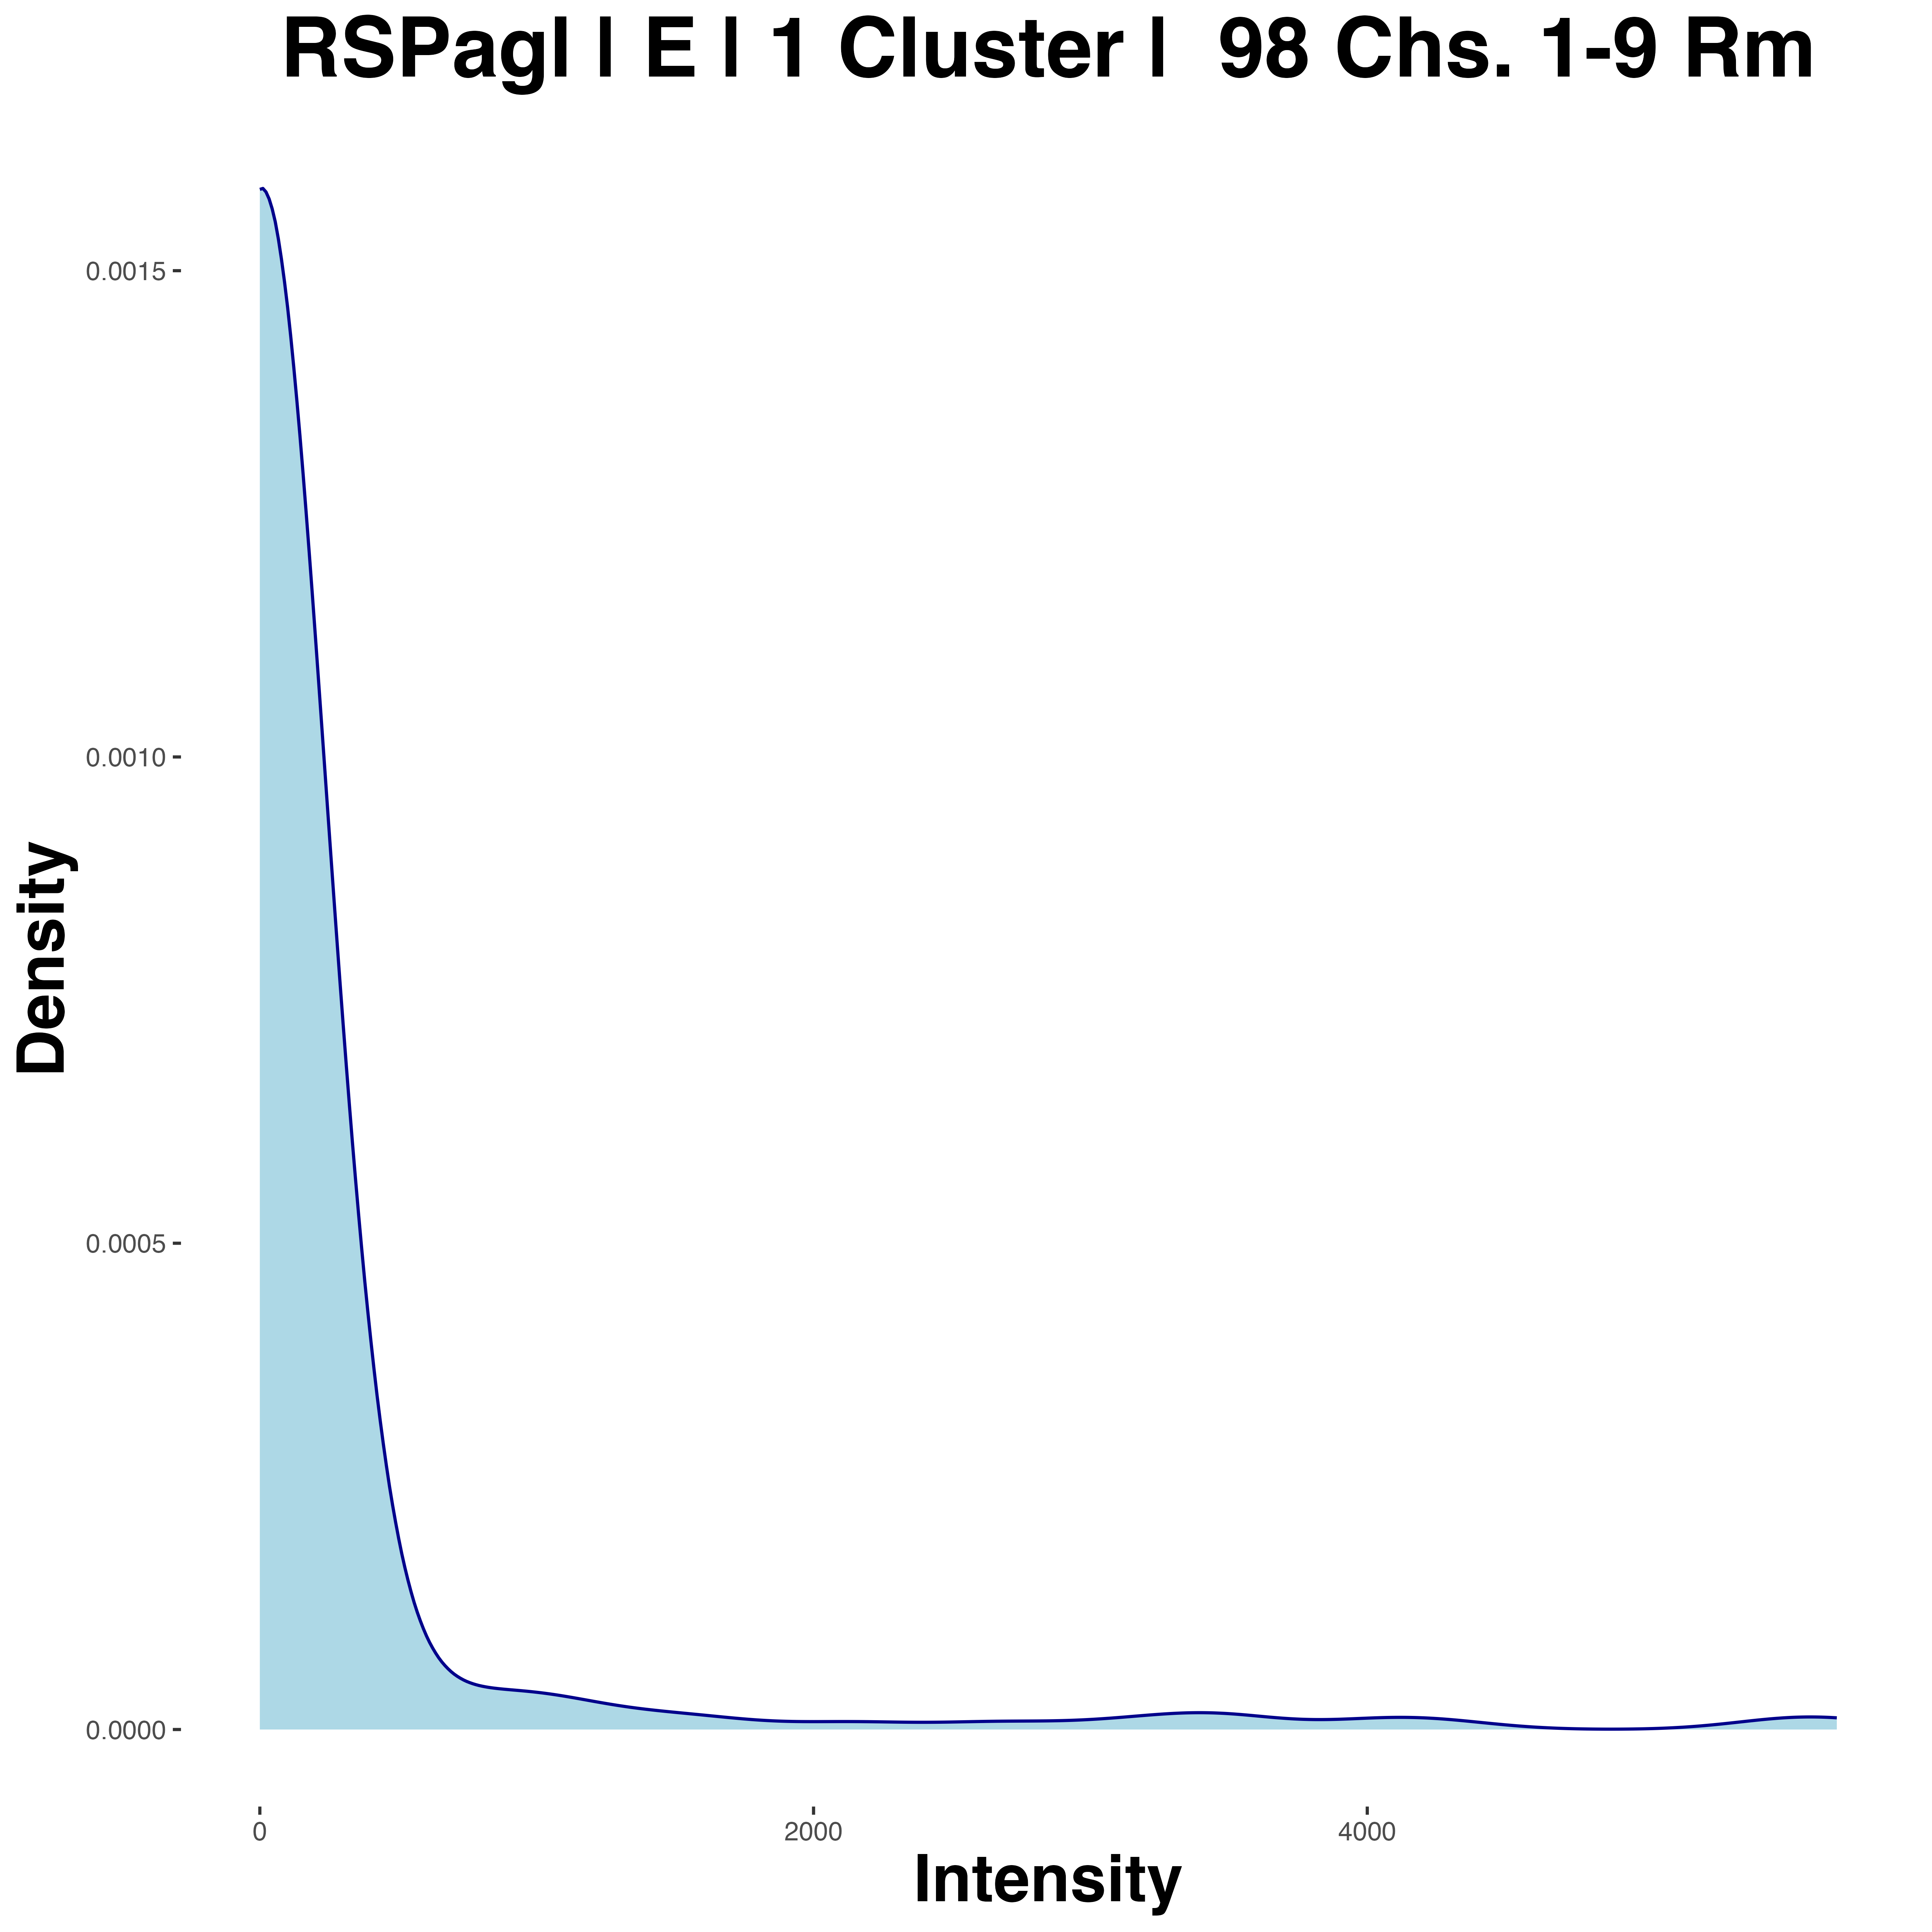 RSPagl | E | 1 Cluster |  98 Chs. 1-9 Rm
0.0015
0.0010
0.0005
0.0000
Density
0 2000 4000
Intensity